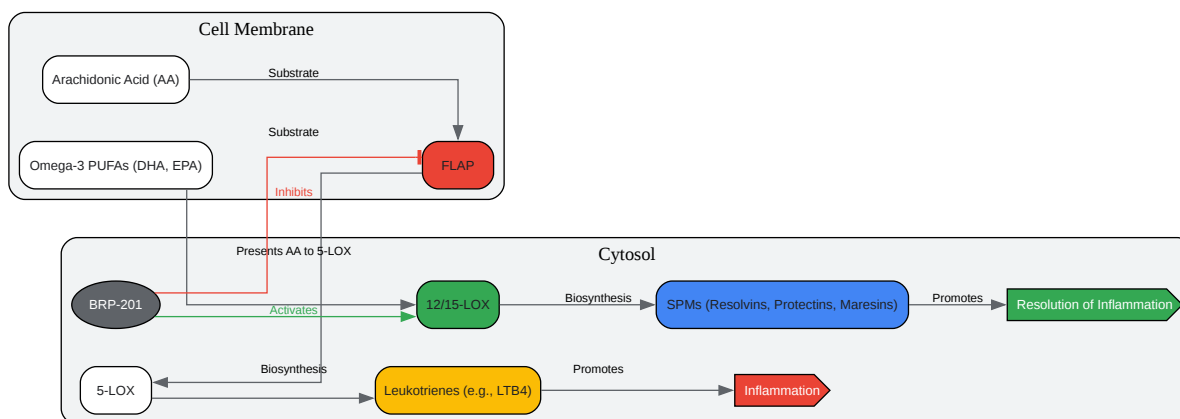 Cell Membrane
Arachidonic Acid (AA)
Substrate
Substrate
Omega-3 PUFAs (DHA, EPA)
FLAP
Inhibits
Presents AA to 5-LOX
Cytosol
BRP-201
Activates
12/15-LOX
Biosynthesis
SPMs (Resolvins, Protectins, Maresins)
Promotes
Resolution of Inflammation
5-LOX
Biosynthesis
Leukotrienes (e.g., LTB4)
Promotes
Inflammation